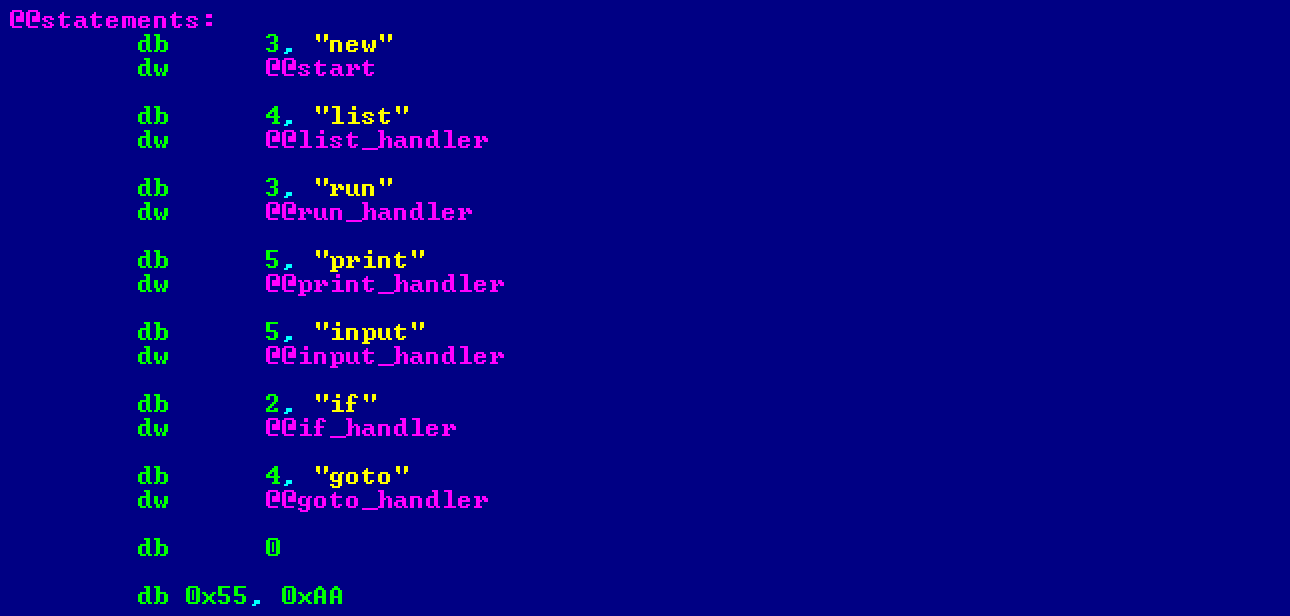 @@statements:
db 3, "new"
dw @@start
db 4, "list"
dw @@list_handler
db 3, "run"
dw @@run_handler
db 5, "print"
dw @@print_handler
db 5, "input"
dw @@input_handler
db 2, "if"
dw @@if_handler
db 4, "goto"
dw @@goto_handler
db 0
db 0x55, 0xAA